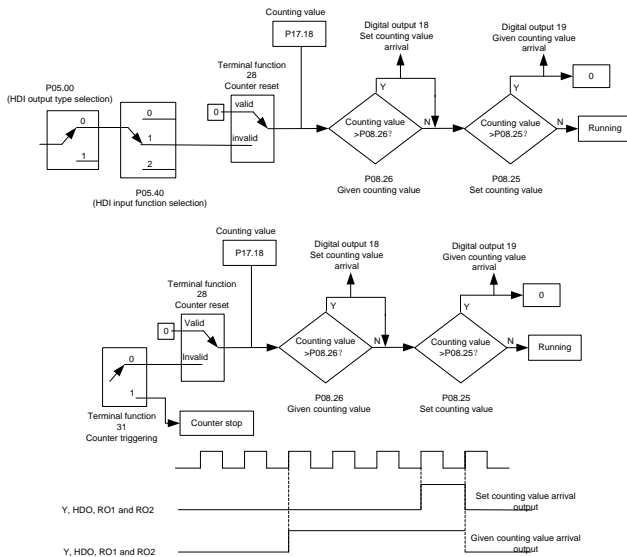 Counting value
P17.18
Digital output 18
Set counting value
arrival
Digital output 19
Given counting value
arrival
Terminal function
28
Counter reset
P05.00
(HDI output type selection)
0
1
0
1
2
P05.40
(HDI input function selection)
0
valid
invalid
Y
N
Counting value
>P08.26?
P08.26
Given counting value
Y
N
Counting value
>P08.25?
P08.25
Set counting value
0
Running
Counting value
P17.18
Digital output 18
Set counting value
arrival
Digital output 19
Given counting value
arrival
Terminal function
28
Counter reset
0
Valid
Invalid
0
1
Terminal function
31
Counter triggering
Counter stop
Y
N
Counting value
>P08.26?
P08.26
Given counting value
Y
N
Counting value
>P08.25?
P08.25
Set counting value
0
Running
Y, HDO, RO1 and RO2
Set counting value arrival
output
Y, HDO, RO1 and RO2
Given counting value arrival
output